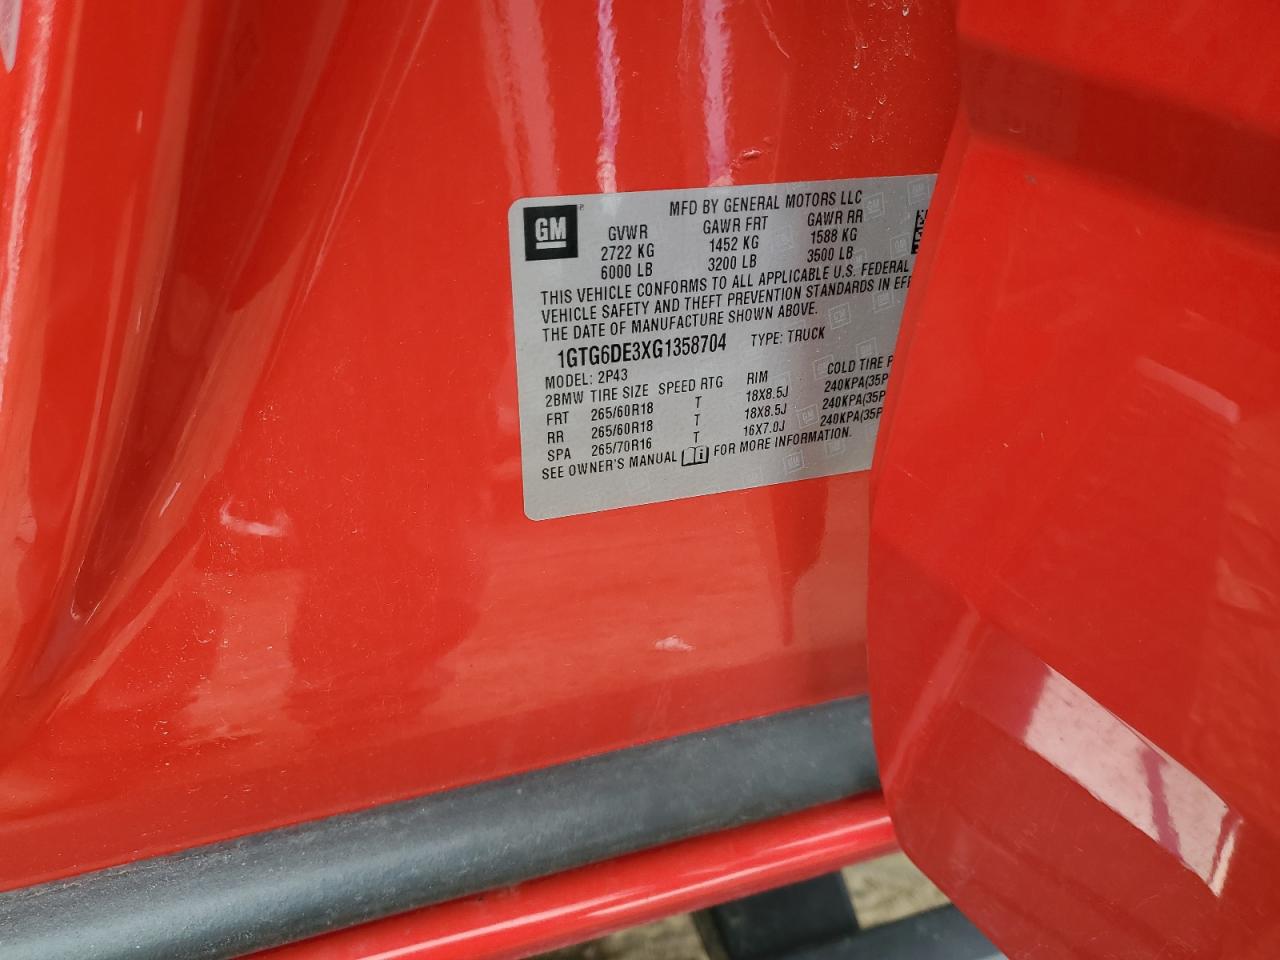 GM
MFD BY GENERAL MOTORS LLC
GVWR GAWR FRT GAWR RR
2722 KG 1452 KG 1588 KG
6000 LB 3200 LB 3500 LB
THIS VEHICLE CONFORMS TO ALL APPLICABLE U.S. FEDERAL
VEHICLE SAFETY AND THEFT PREVENTION STANDARDS IN EFF
THE DATE OF MANUFACTURE SHOWN ABOVE.
1GTG6DE3XG1358704 TYPE: TRUCK
MODEL: 2P43
2BMW TIRE SIZE SPEED RTG RIM COLD TIRE P
FRT 265/60R18 T 18X8.5J 240KPA(35P
RR 265/60R18 T 18X8.5J 240KPA(35P
SPA 265/70R16 T 16X7.0J 240KPA(35P
SEE OWNER'S MANUAL FOR MORE INFORMATION.